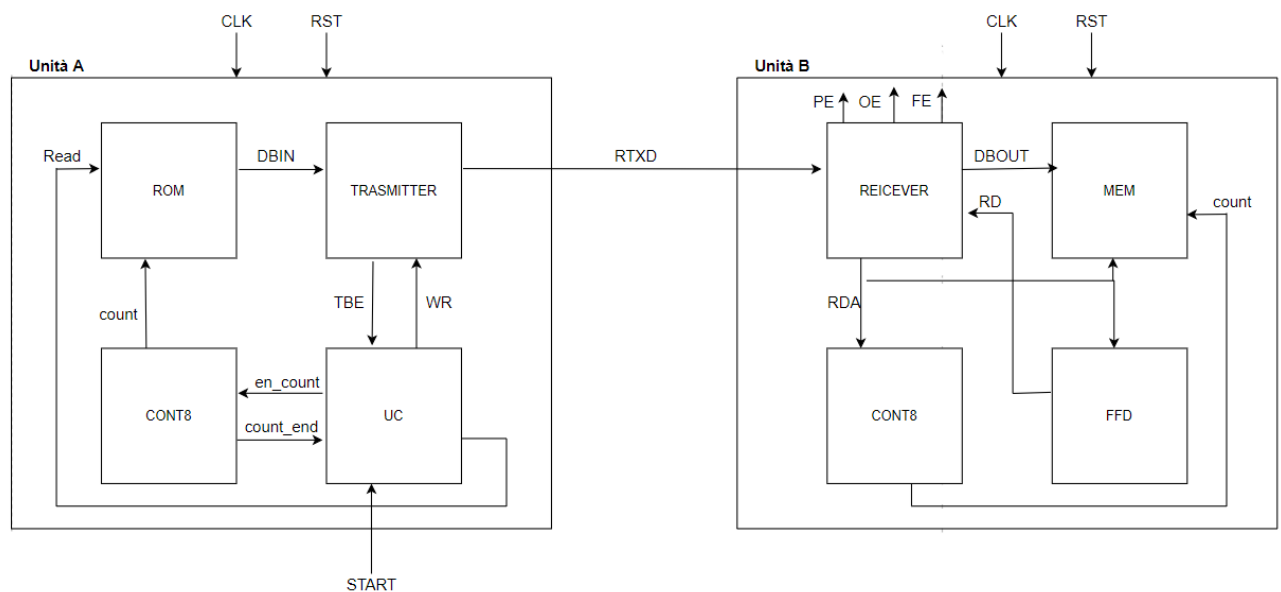 CLK
RST
CLK
RST
Unità A
Unità B
PE
OE
FE
Read
DBIN
RTXD
DBOUT
ROM
TRASMITTER
REICEVER
MEM
RD
count
count
TBE
WR
RDA
en_count
CONT8
UC
CONT8
FFD
count_end
START